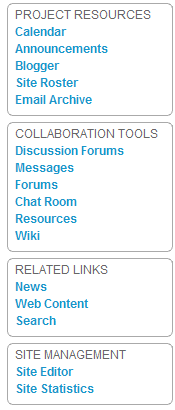 PROJECT RESOURCES
Calendar
Announcements
Blogger
Site Roster
Email Archive
COLLABORATION TOOLS
Discussion Forums
Messages
Forums
Chat Room
Resources
Wiki
RELATED LINKS
News
Web Content
Search
SITE MANAGEMENT
Site Editor
Site Statistics